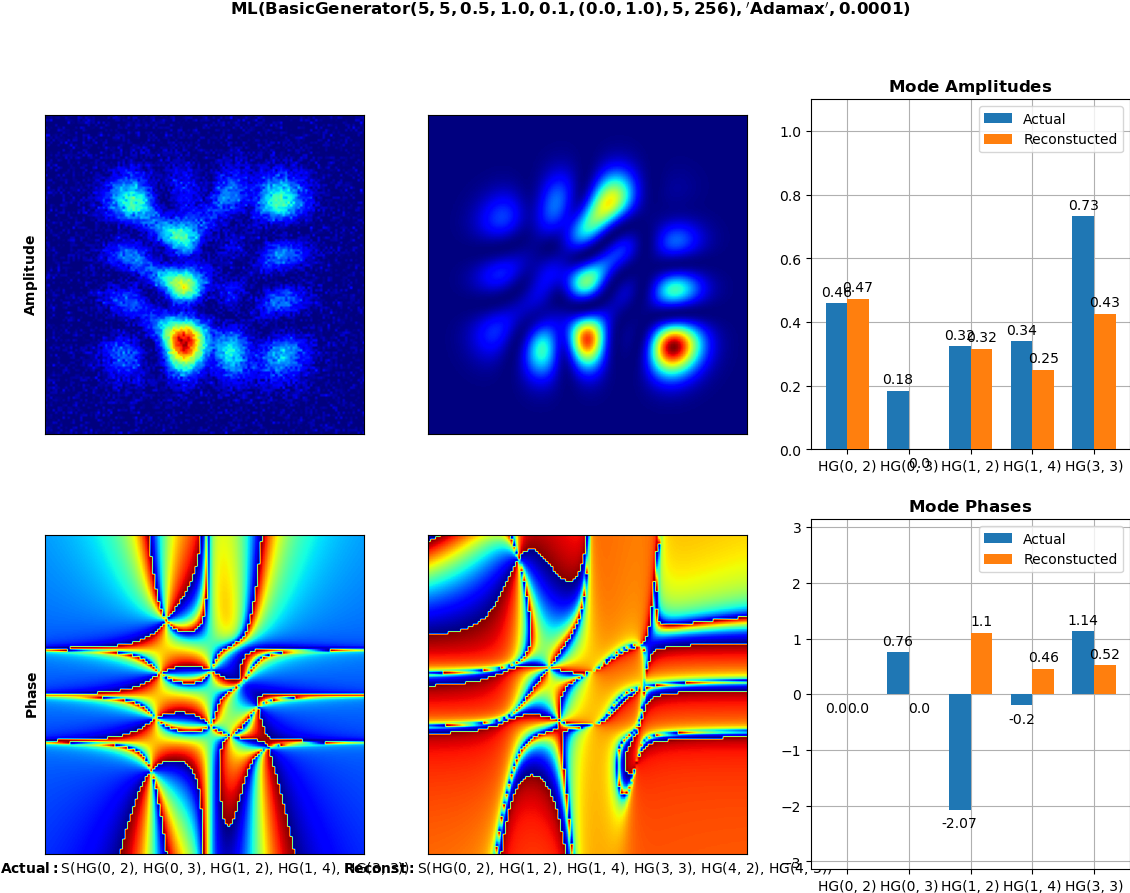 ML(BasicGenerator(5, 5, 0.5, 1.0, 0.1, (0.0, 1.0), 5, 256), ′Adamax′, 0.0001)
Mode Amplitudes
Actual
Reconstucted
Amplitude
1.0
0.8
0.6
0.4
0.2
0.0
0.46
0.47
0.18
0.0
0.32
0.32
0.34
0.25
0.73
0.43
HG(0, 2) HG(0, 3) HG(1, 2) HG(1, 4) HG(3, 3)
Mode Phases
Actual
Reconstucted
Phase
3
2
1
0
−1
−2
−3
0.0
0.0
0.76
0.0
-2.07
1.1
-0.2
0.46
1.14
0.52
HG(0, 2) HG(0, 3) HG(1, 2) HG(1, 4) HG(3, 3)
Actual: S(HG(0, 2), HG(0, 3), HG(1, 2), HG(1, 4), HG(3, 3))
Reconst: S(HG(0, 2), HG(1, 2), HG(1, 4), HG(3, 3), HG(4, 2), HG(4, 3))